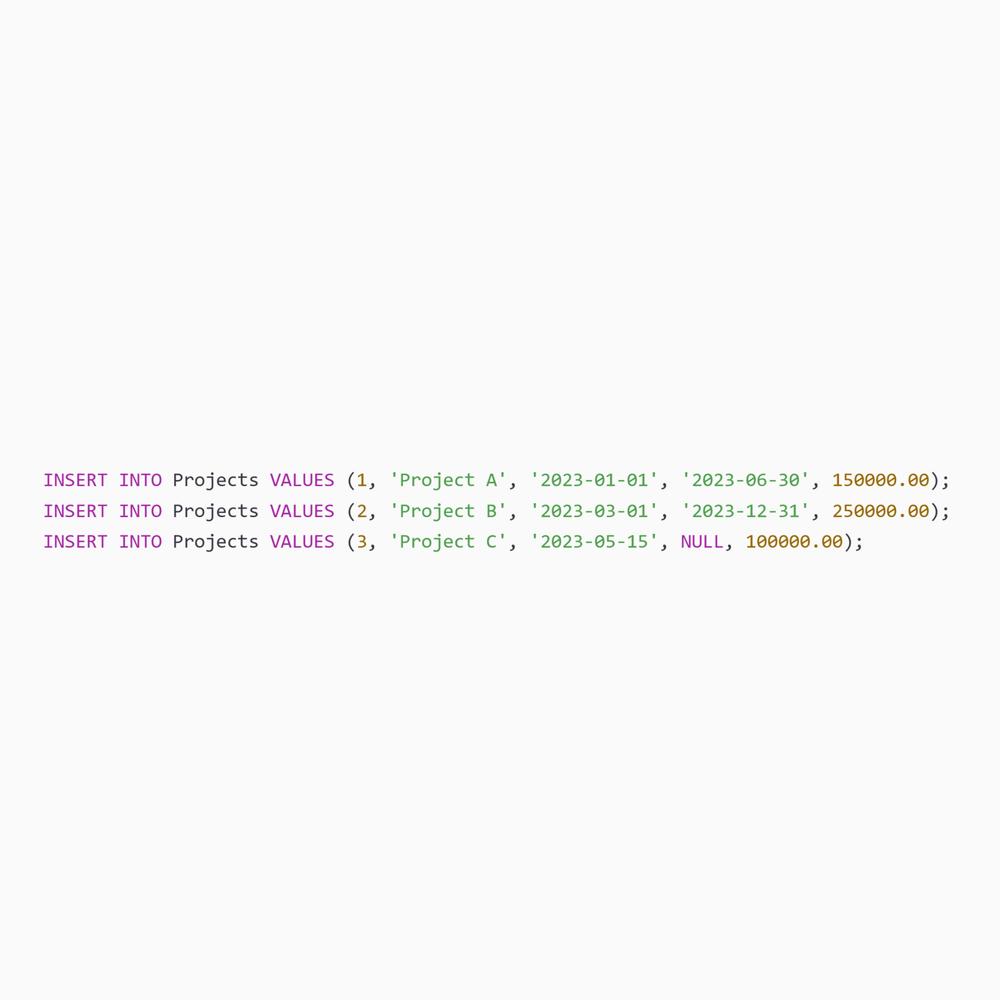 INSERT INTO Projects VALUES (1, 'Project A', '2023-01-01', '2023-06-30', 150000.00);
INSERT INTO Projects VALUES (2, 'Project B', '2023-03-01', '2023-12-31', 250000.00);
INSERT INTO Projects VALUES (3, 'Project C', '2023-05-15', NULL, 100000.00);